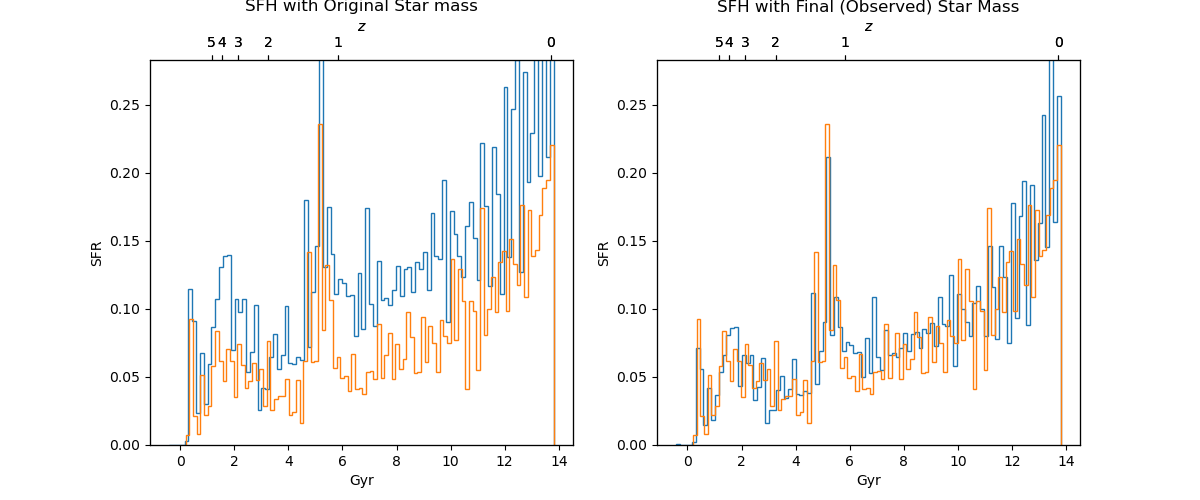 SFH with Original Star mass
z
5 4 3 2 1 0
0.25
0.20
0.15
0.10
0.05
0.00
SFR
0 2 4 6 8 10 12 14
Gyr
SFH with Final (Observed) Star Mass
z
5 4 3 2 1 0
0.25
0.20
0.15
0.10
0.05
0.00
SFR
0 2 4 6 8 10 12 14
Gyr